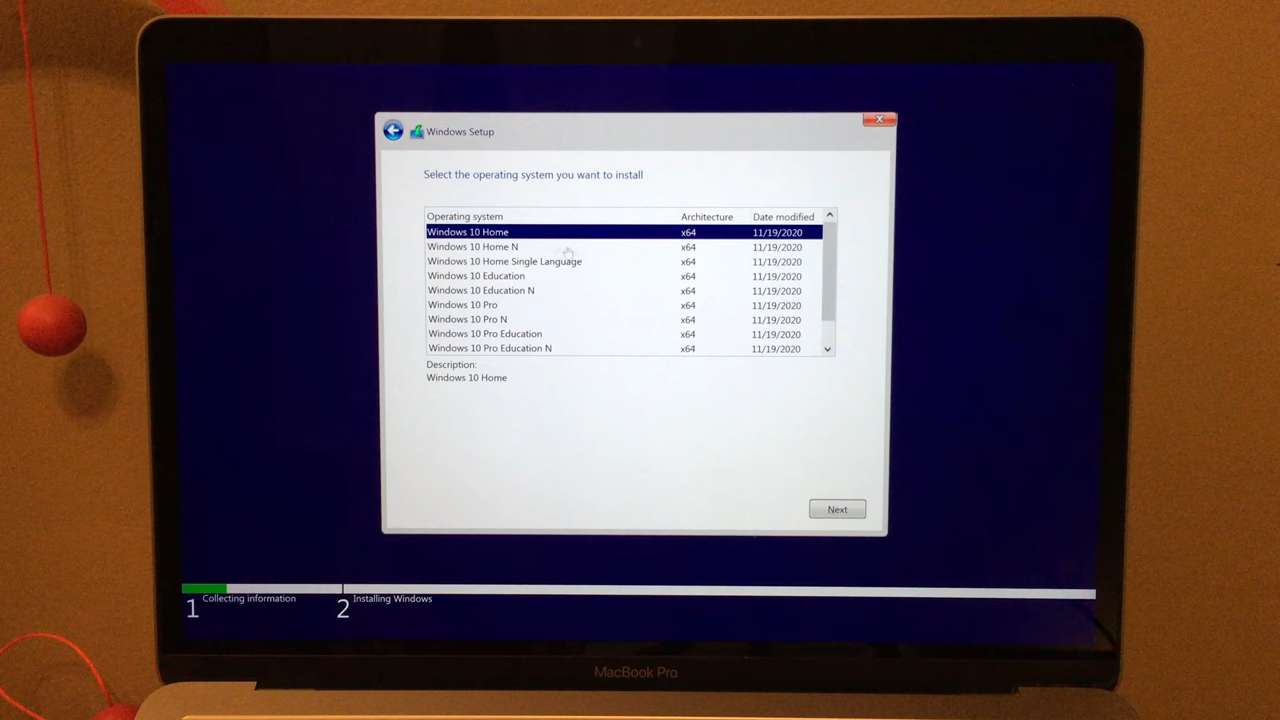 Windows Setup
Select the operating system you want to install
Operating system Architecture Date modified
Windows 10 Home x64 11/19/2020
Windows 10 Home N x64 11/19/2020
Windows 10 Home Single Language x64 11/19/2020
Windows 10 Education x64 11/19/2020
Windows 10 Education N x64 11/19/2020
Windows 10 Pro x64 11/19/2020
Windows 10 Pro N x64 11/19/2020
Windows 10 Pro Education x64 11/19/2020
Windows 10 Pro Education N x64 11/19/2020
Description:
Windows 10 Home
Next
1 Collecting information 2 Installing Windows
MacBook Pro